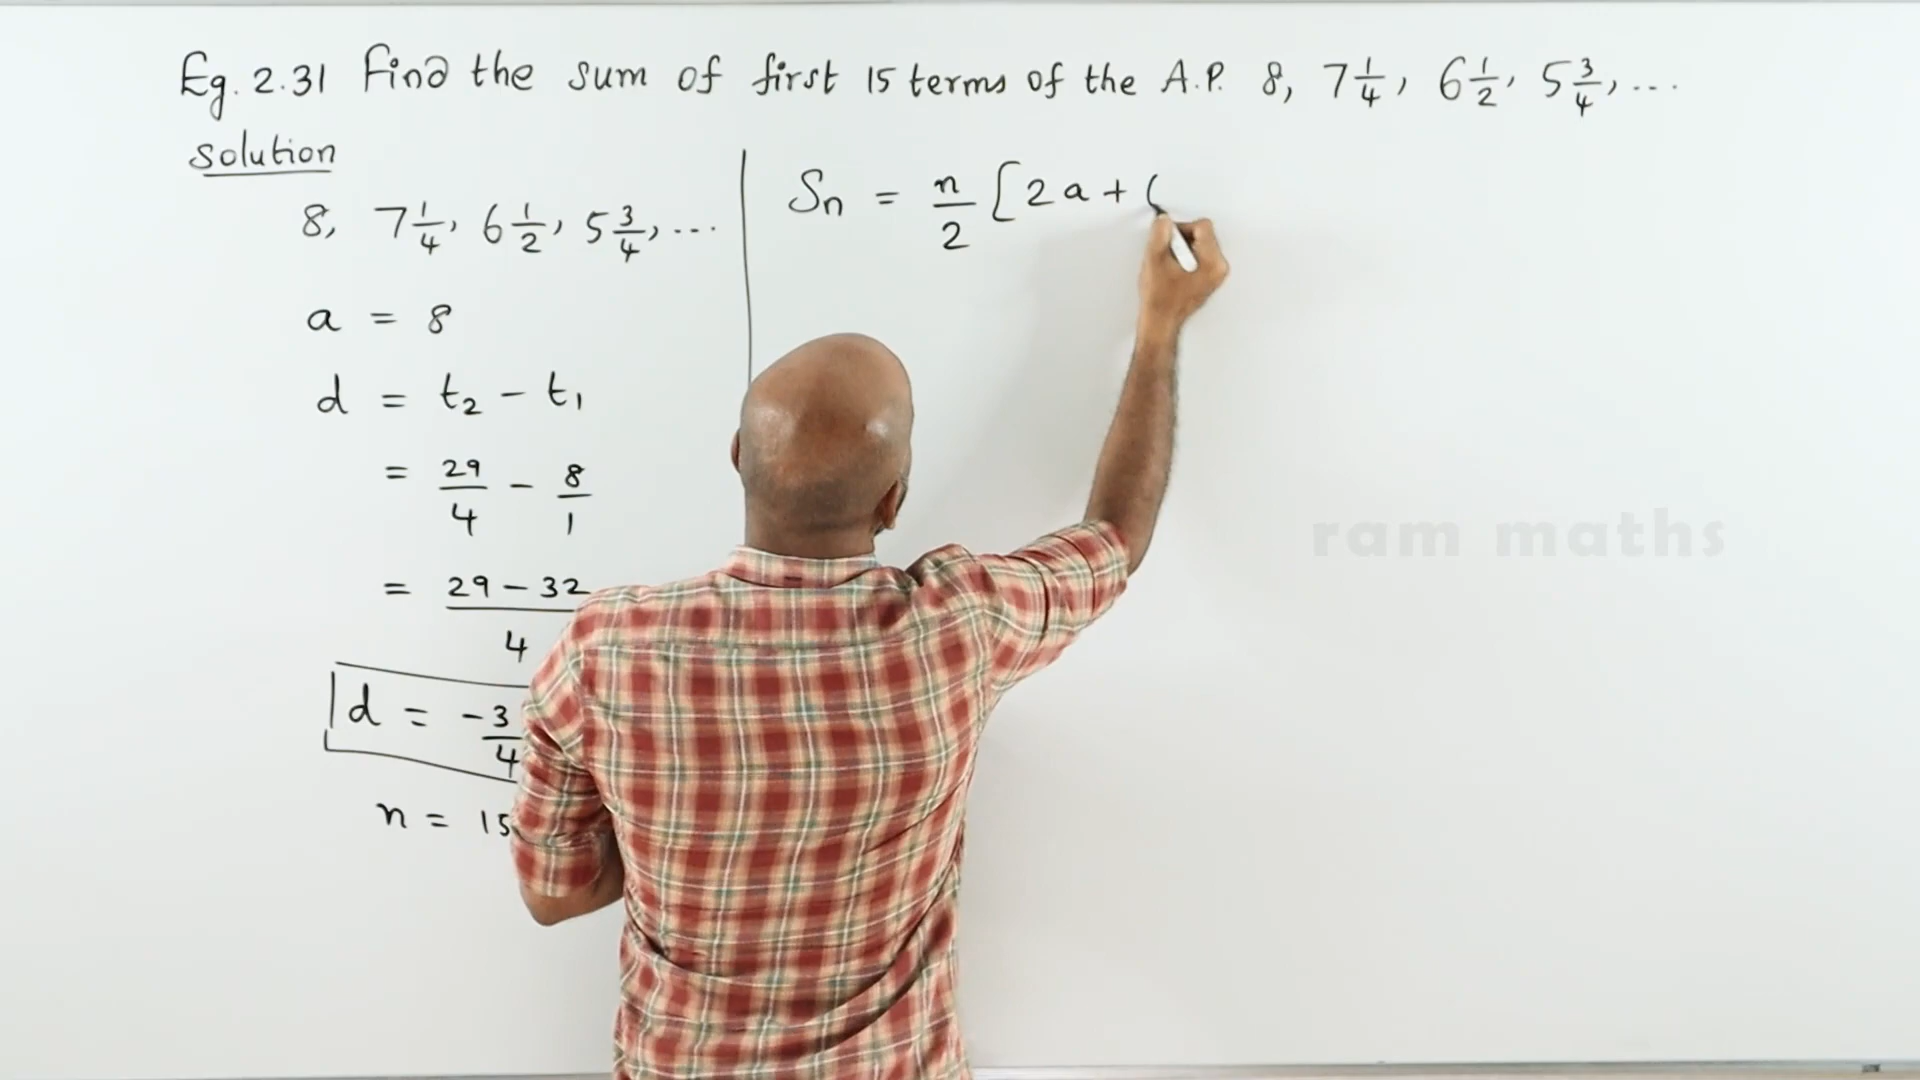 Eg. 2.31 Find the sum of first 15 terms of the A.P. 8, 7 1/4, 6 1/2, 5 3/4, ...
Solution
8, 7 1/4, 6 1/2, 5 3/4, ...
a = 8
d = t₂ - t₁
= 29/4 - 8/1
= 29 - 32 / 4
d = -3/4
n = 15
Sn = n/2 [2a + (
ram maths